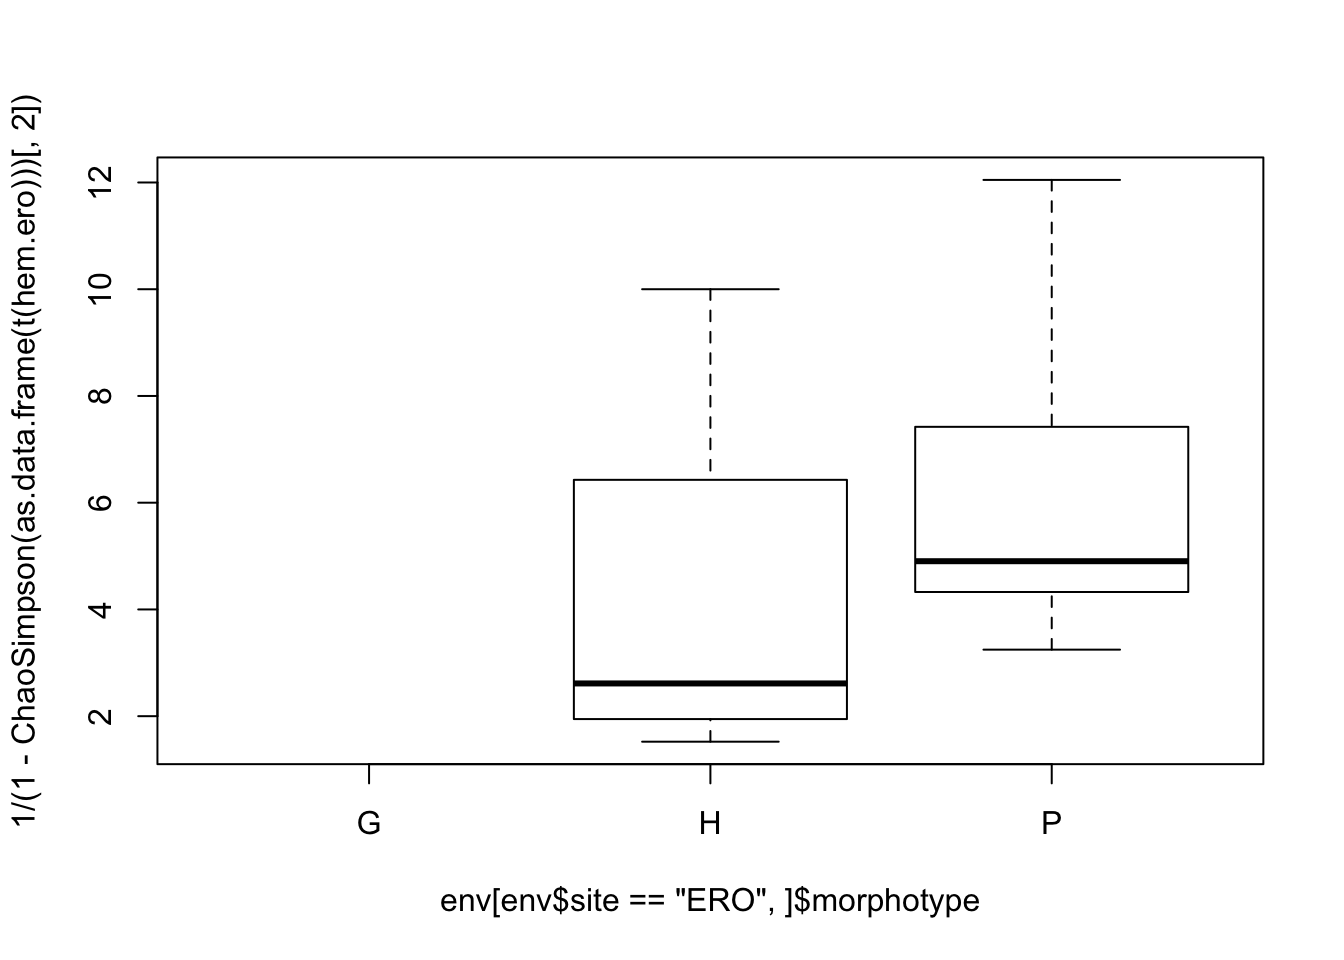 1/(1 - ChaoSimpson(as.data.frame(t(hem.ero)))[, 2])
12
10
8
6
4
2
G H P
env[env$site == "ERO", ]$morphotype